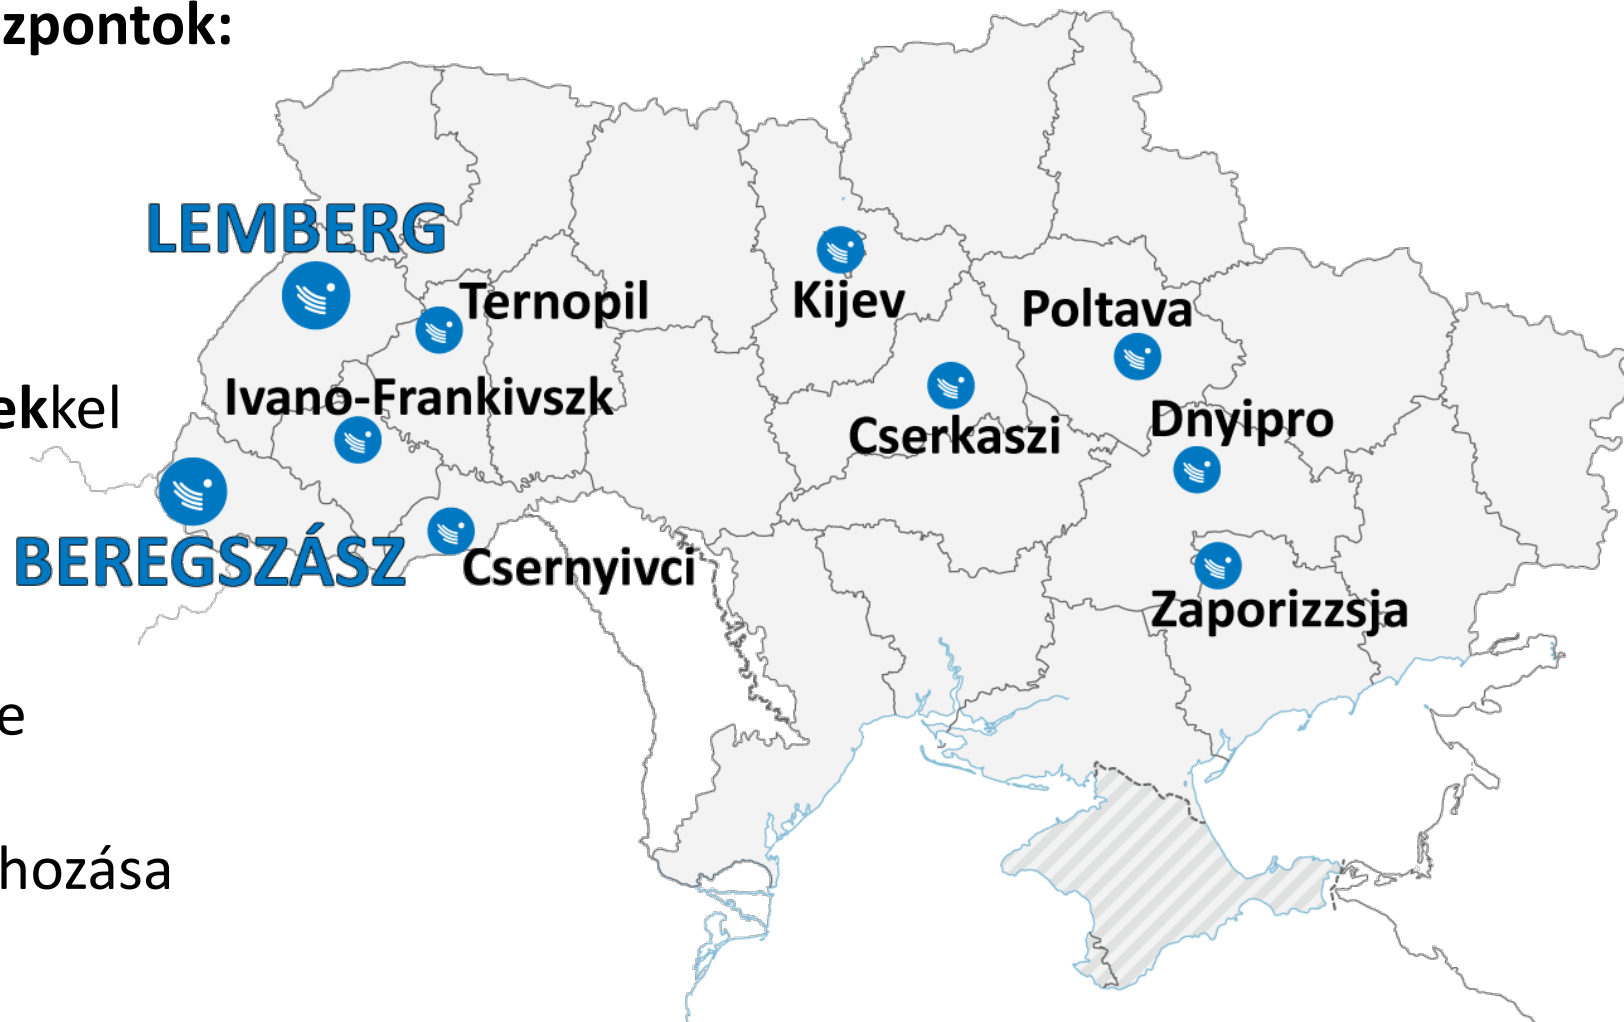 zpontok:
LEMBERG
Ternopil
Kijev
Poltava
Ivano-Frankivszk
ekkel
Cserkaszi
Dnyipro
BEREGSZÁSZ
Csernyivci
Zaporizzsja
e
hozása